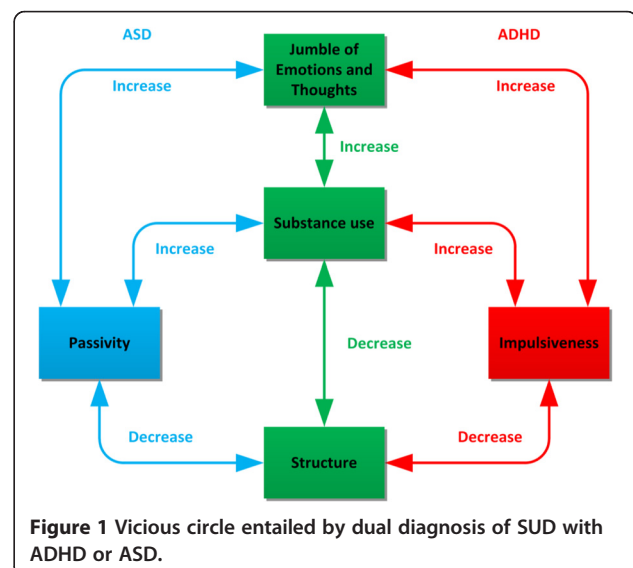 ASD
ADHD
Jumble of
Emotions and
Thoughts
Increase
Increase
Increase
Substance use
Increase
Increase
Passivity
Decrease
Impulsiveness
Decrease
Decrease
Structure
Figure 1 Vicious circle entailed by dual diagnosis of SUD with
ADHD or ASD.